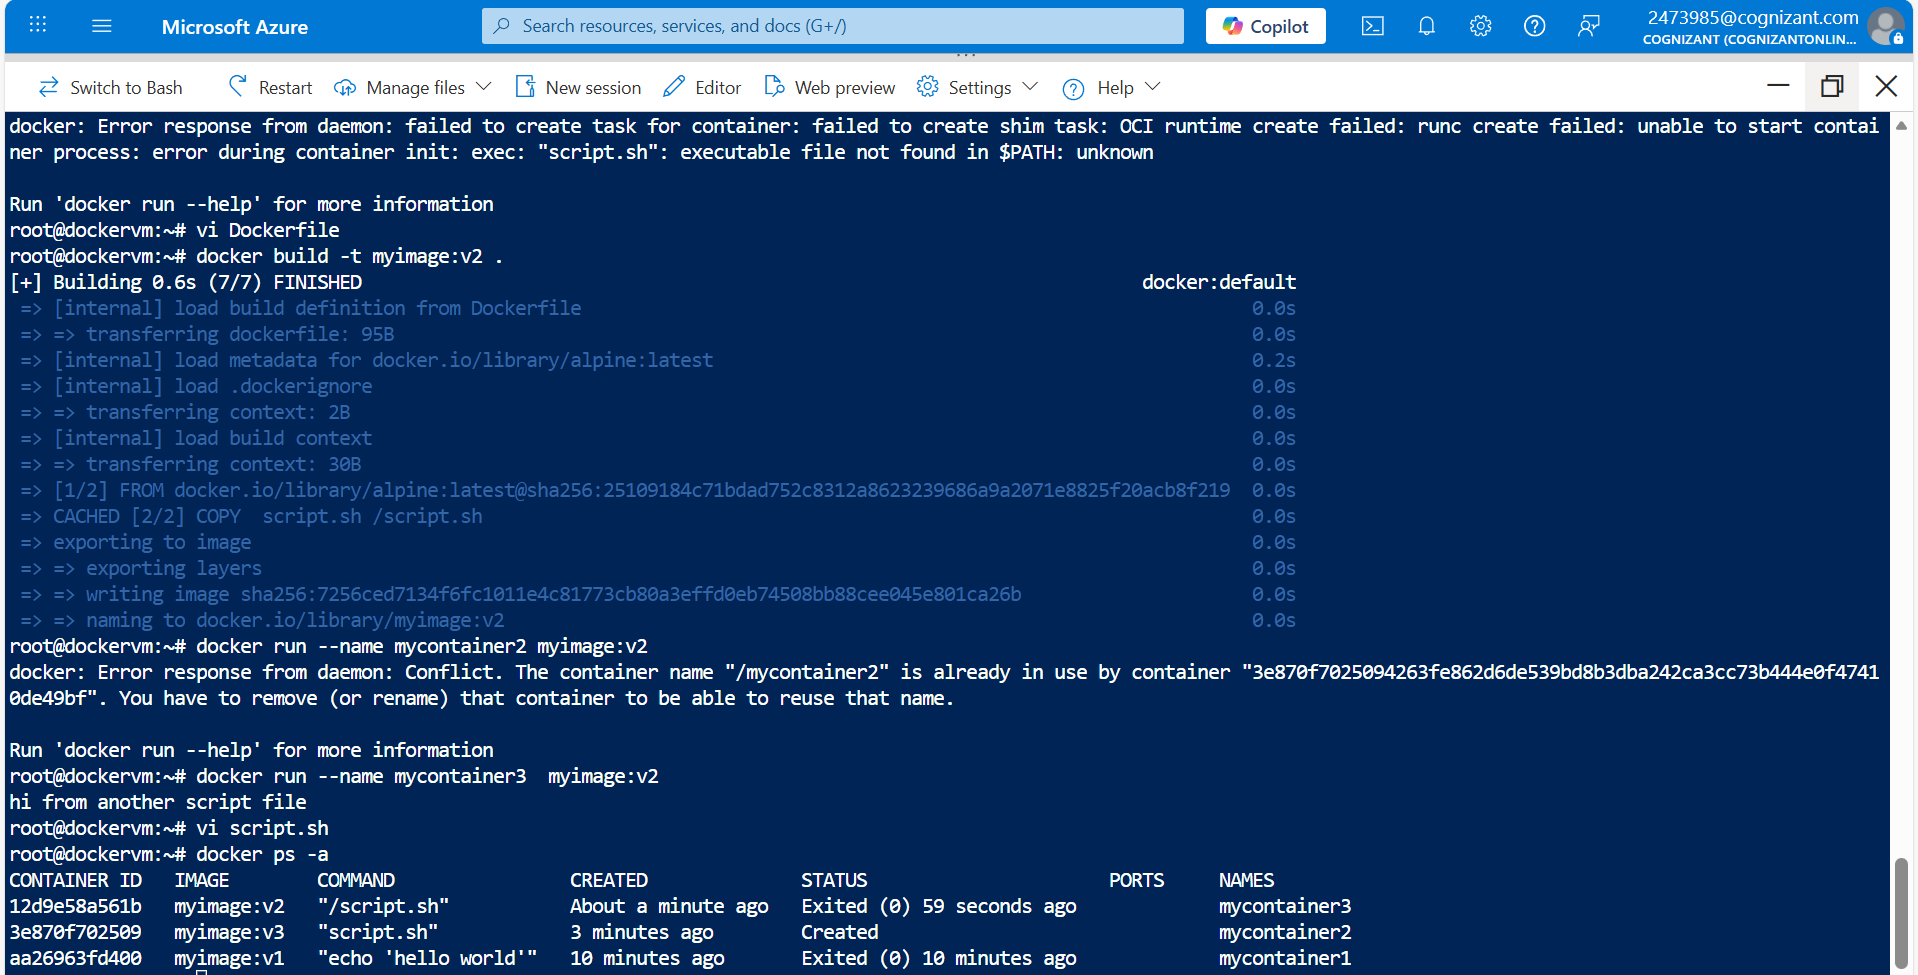 Microsoft Azure
Search resources, services, and docs (G+/)
Copilot
2473985@cognizant.com
COGNIZANT (COGNIZANTONLIN...
Switch to Bash
Restart
Manage files
New session
Editor
Web preview
Settings
Help
docker: Error response from daemon: failed to create task for container: failed to create shim task: OCI runtime create failed: runc create failed: unable to start contai
ner process: error during container init: exec: "script.sh": executable file not found in $PATH: unknown
Run 'docker run --help' for more information
root@dockervm:~# vi Dockerfile
root@dockervm:~# docker build -t myimage:v2 .
[+] Building 0.6s (7/7) FINISHED docker:default
=> [internal] load build definition from Dockerfile 0.0s
=> => transferring dockerfile: 95B 0.0s
=> [internal] load metadata for docker.io/library/alpine:latest 0.2s
=> [internal] load .dockerignore 0.0s
=> => transferring context: 2B 0.0s
=> [internal] load build context 0.0s
=> => transferring context: 30B 0.0s
=> [1/2] FROM docker.io/library/alpine:latest@sha256:25109184c71bdad752c8312a8623239686a9a2071e8825f20acb8f219 0.0s
=> CACHED [2/2] COPY  script.sh /script.sh 0.0s
=> exporting to image 0.0s
=> => exporting layers 0.0s
=> => writing image sha256:7256ced7134f6fc1011e4c81773cb80a3effd0eb74508bb88cee045e801ca26b 0.0s
=> => naming to docker.io/library/myimage:v2 0.0s
root@dockervm:~# docker run --name mycontainer2 myimage:v2
docker: Error response from daemon: Conflict. The container name "/mycontainer2" is already in use by container "3e870f7025094263fe862d6de539bd8b3dba242ca3cc73b444e0f4741
0de49bf". You have to remove (or rename) that container to be able to reuse that name.
Run 'docker run --help' for more information
root@dockervm:~# docker run --name mycontainer3  myimage:v2
hi from another script file
root@dockervm:~# vi script.sh
root@dockervm:~# docker ps -a
CONTAINER ID IMAGE COMMAND CREATED STATUS PORTS NAMES
12d9e58a561b myimage:v2 "/script.sh" About a minute ago Exited (0) 59 seconds ago mycontainer3
3e870f702509 myimage:v3 "script.sh" 3 minutes ago Created mycontainer2
aa26963fd400 myimage:v1 "echo 'hello world'" 10 minutes ago Exited (0) 10 minutes ago mycontainer1